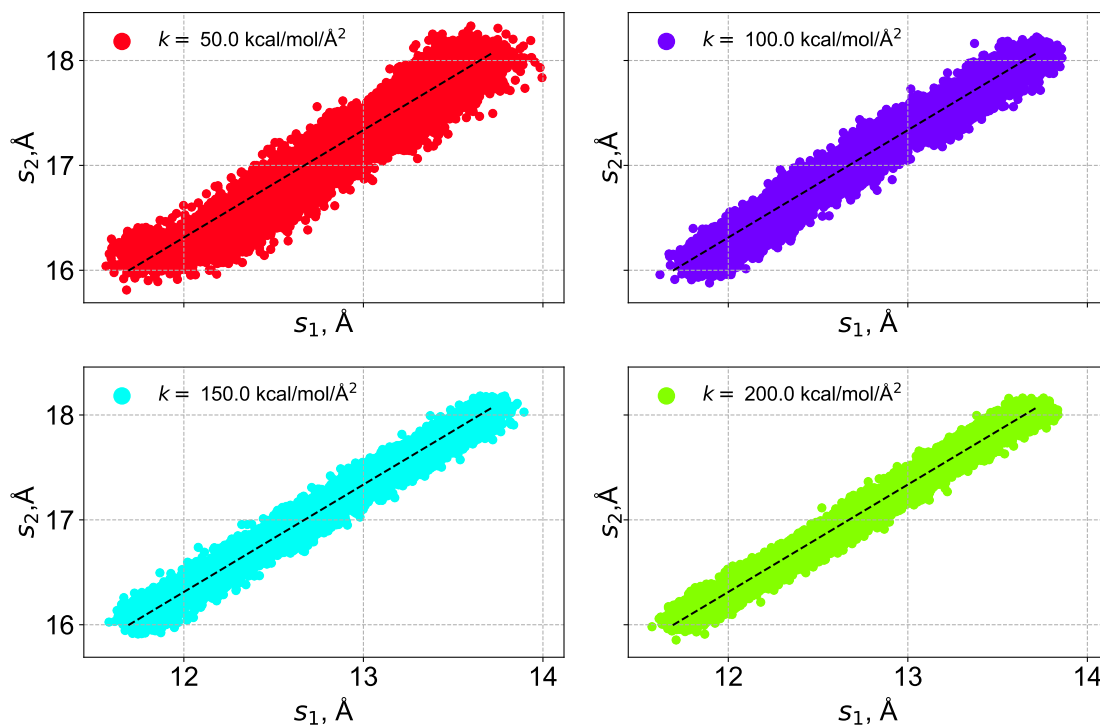 k = 50.0 kcal/mol/Å²
18
17
16
s₂,Å
s₁, Å
k = 100.0 kcal/mol/Å²
s₂,Å
s₁, Å
k = 150.0 kcal/mol/Å²
18
17
16
s₂,Å
12 13 14
s₁, Å
k = 200.0 kcal/mol/Å²
s₂,Å
12 13 14
s₁, Å